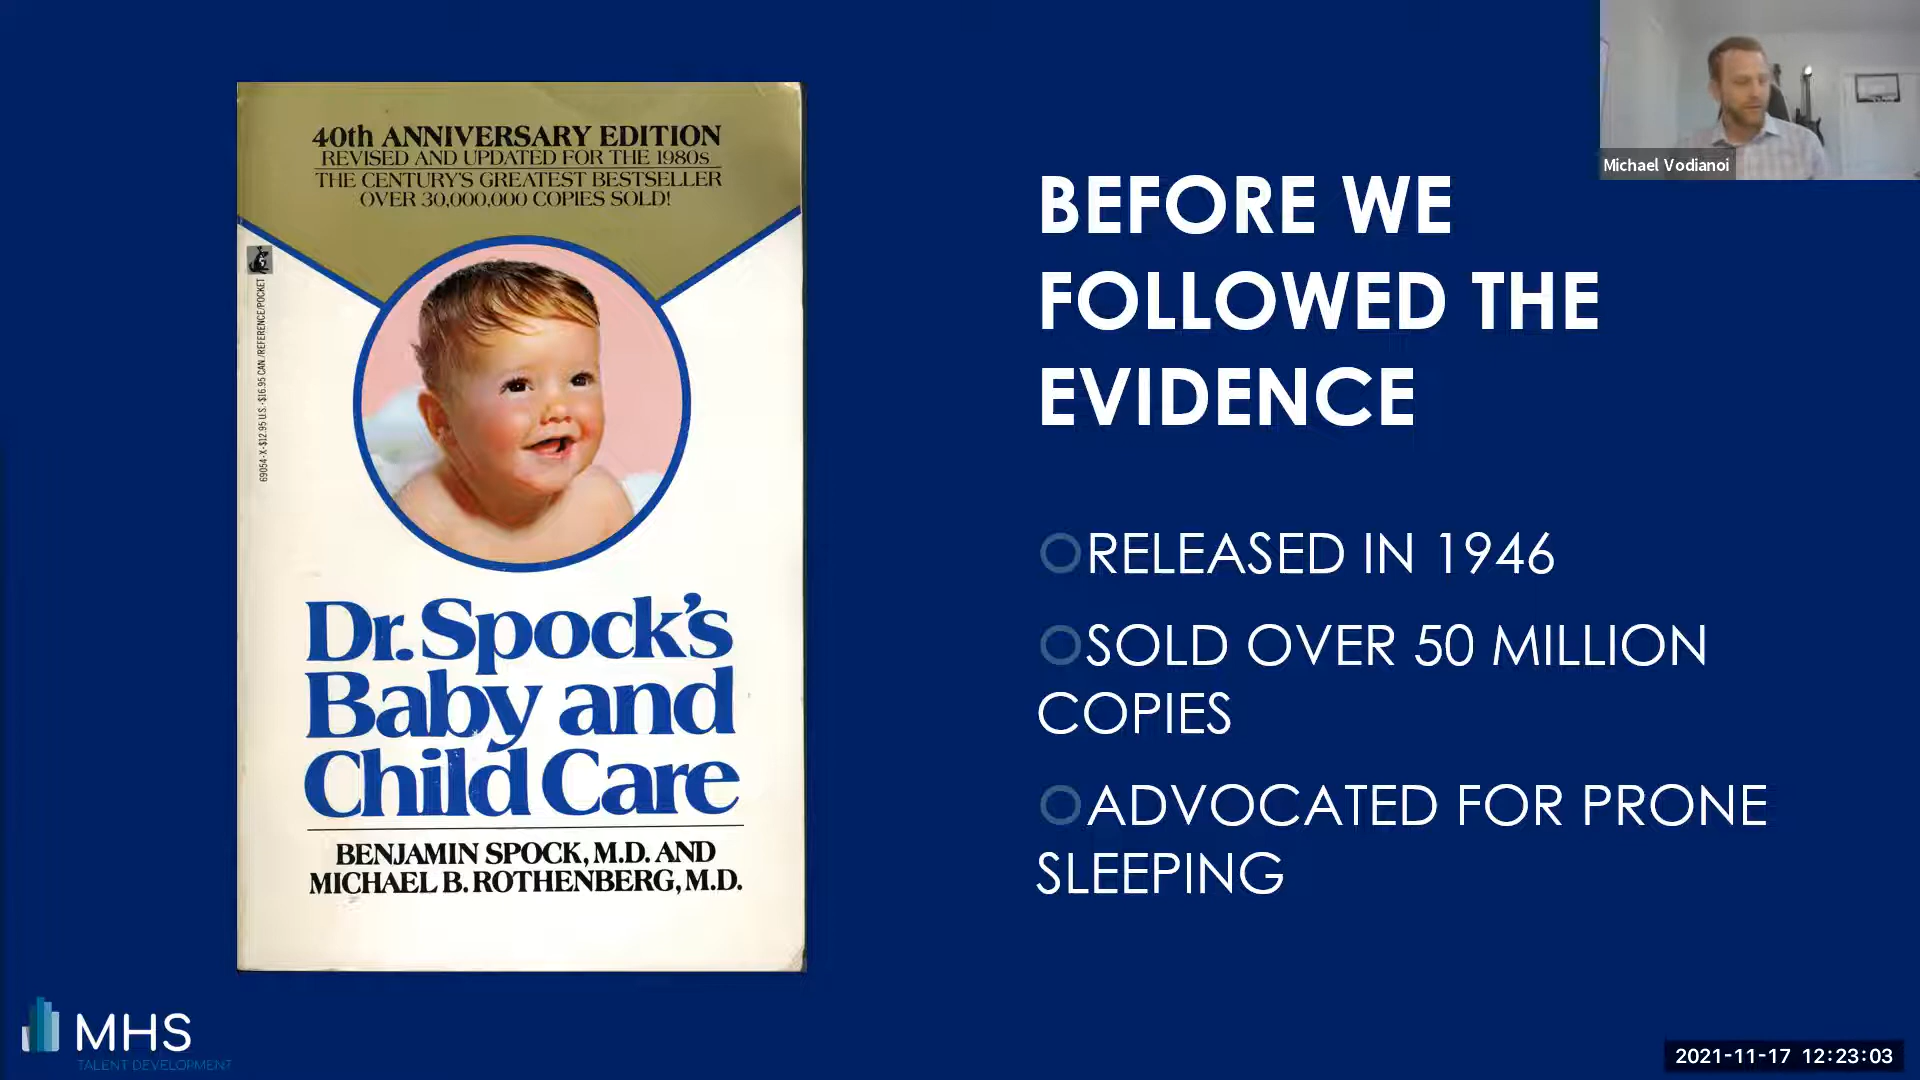 40th ANNIVERSARY EDITION
REVISED AND UPDATED FOR THE 1980s
THE CENTURY'S GREATEST BESTSELLER
OVER 30,000,000 COPIES SOLD!
69054-X•$12.95 U.S.•$16.95 CAN./REFERENCE/POCKET
Dr. Spock's
Baby and
Child Care
BENJAMIN SPOCK, M.D. AND
MICHAEL B. ROTHENBERG, M.D.
BEFORE WE
FOLLOWED THE
EVIDENCE
RELEASED IN 1946
SOLD OVER 50 MILLION
COPIES
ADVOCATED FOR PRONE
SLEEPING
Michael Vodianoi
MHS
TALENT DEVELOPMENT
2021-11-17 12:23:03